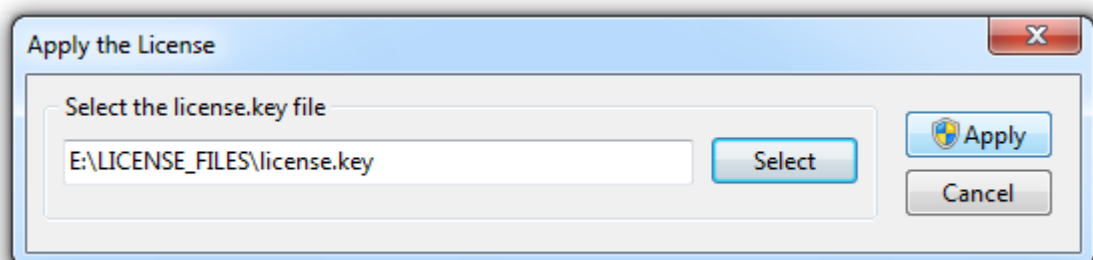 Apply the License
Select the license.key file
E:\LICENSE_FILES\license.key
Select
Apply
Cancel